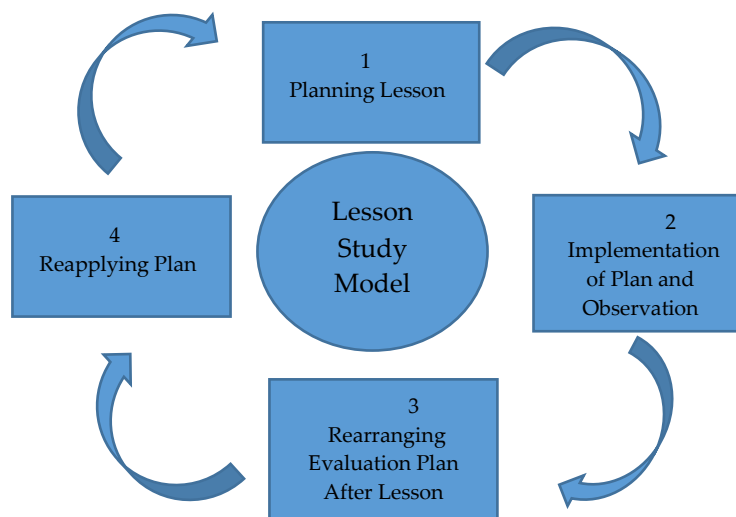 1
Planning Lesson
Lesson
Study
Model
2
Implementation
of Plan and
Observation
3
Rearranging
Evaluation Plan
After Lesson
4
Reapplying Plan